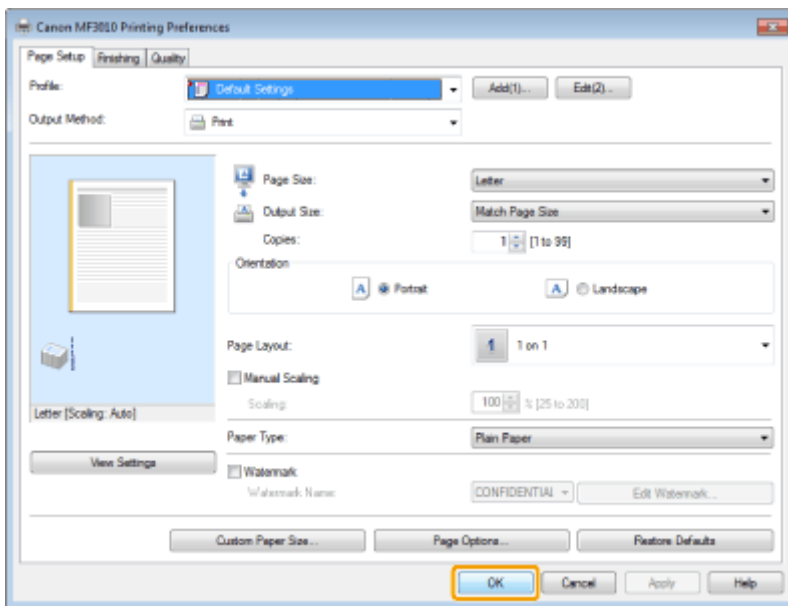 Canon MF3010 Printing Preferences
Page Setup Finishing Quality
Profile: Default Settings Add(1)... Edit(2)...
Output Method: Print
Page Size: Letter
Output Size: Match Page Size
Copies: 1 [1 to 99]
Orientation
A Portrait A Landscape
Page Layout: 1 1 on 1
Manual Scaling
Scaling: 100 % [25 to 200]
Letter [Scaling: Auto]
Paper Type: Plain Paper
View Settings
Watermark
Watermark Name: CONFIDENTIAL Edit Watermark...
Custom Paper Size... Page Options... Restore Defaults
OK Cancel Apply Help